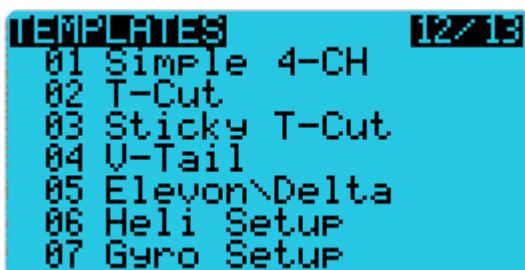 TEMPLATES 12/13
01 Simple 4-CH
02 T-Cut
03 Sticky T-Cut
04 V-Tail
05 Elevon\Delta
06 Heli Setup
07 Gyro Setup